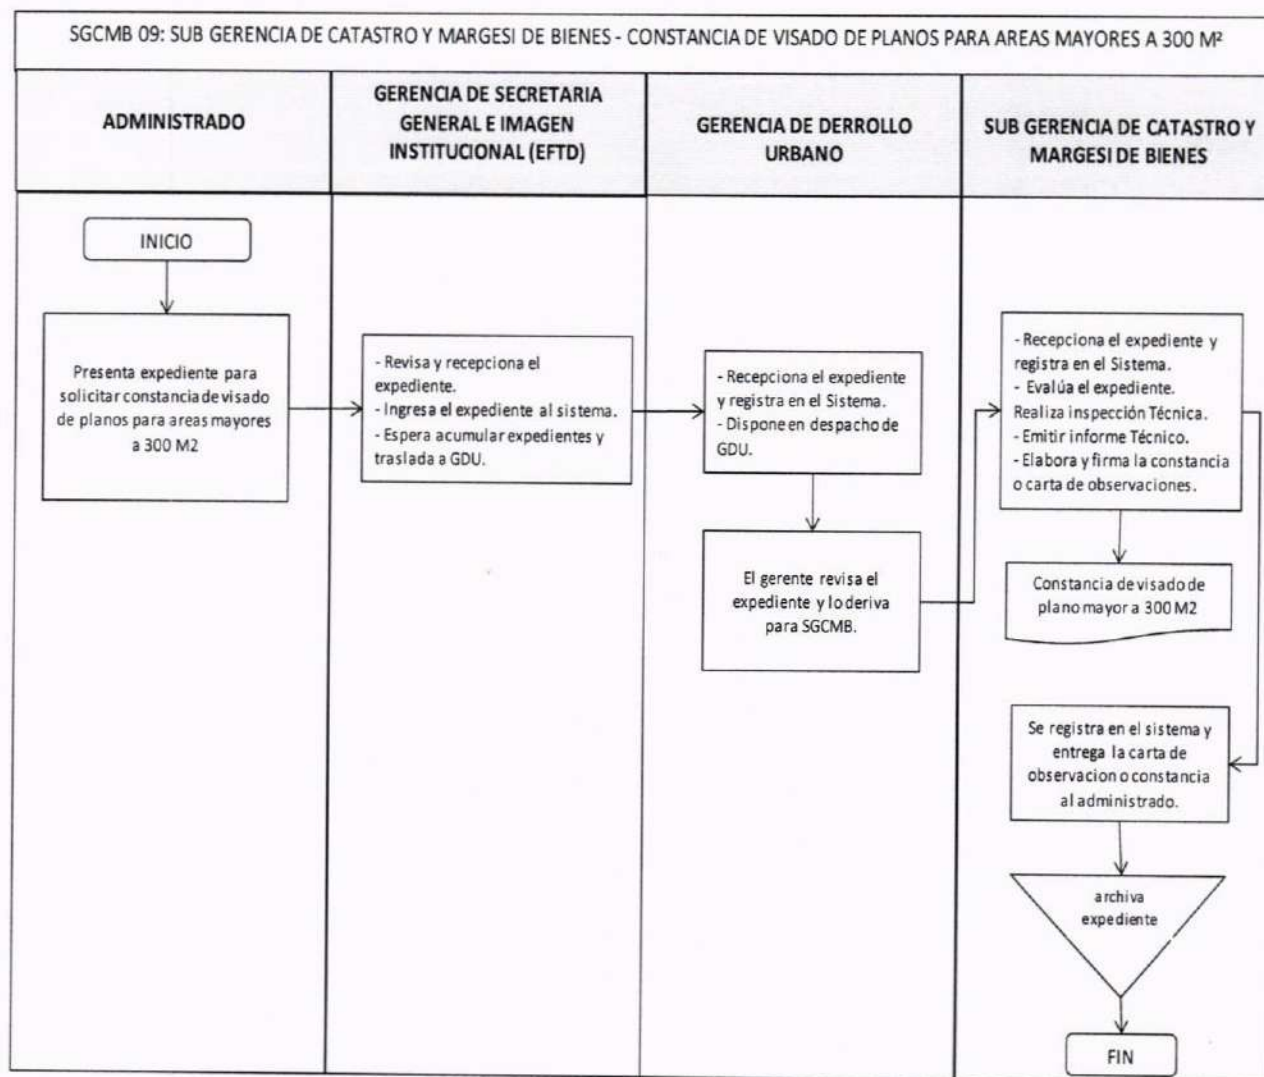 SGCMB 09: SUB GERENCIA DE CATASTRO Y MARGESI DE BIENES - CONSTANCIA DE VISADO DE PLANOS PARA AREAS MAYORES A 300 M²
ADMINISTRADO
GERENCIA DE SECRETARIA
GENERAL E IMAGEN
INSTITUCIONAL (EFTD)
GERENCIA DE DERROLLO
URBANO
SUB GERENCIA DE CATASTRO Y
MARGESI DE BIENES
INICIO
Presenta expediente para
solicitar constancia de visado
de planos para areas mayores
a 300 M2
- Revisa y recepciona el
expediente.
- Ingresa el expediente al sistema.
- Espera acumular expedientes y
traslada a GDU.
- Recepciona el expediente
y registra en el Sistema.
- Dispone en despacho de
GDU.
El gerente revisa el
expediente y lo deriva
para SGCMB.
- Recepciona el expediente y
registra en el Sistema.
- Evalúa el expediente.
Realiza inspección Técnica.
- Emitir informe Técnico.
- Elabora y firma la constancia
o carta de observaciones.
Constancia de visado de
plano mayor a 300 M2
Se registra en el sistema y
entrega la carta de
observacion o constancia
al administrado.
archiva
expediente
FIN